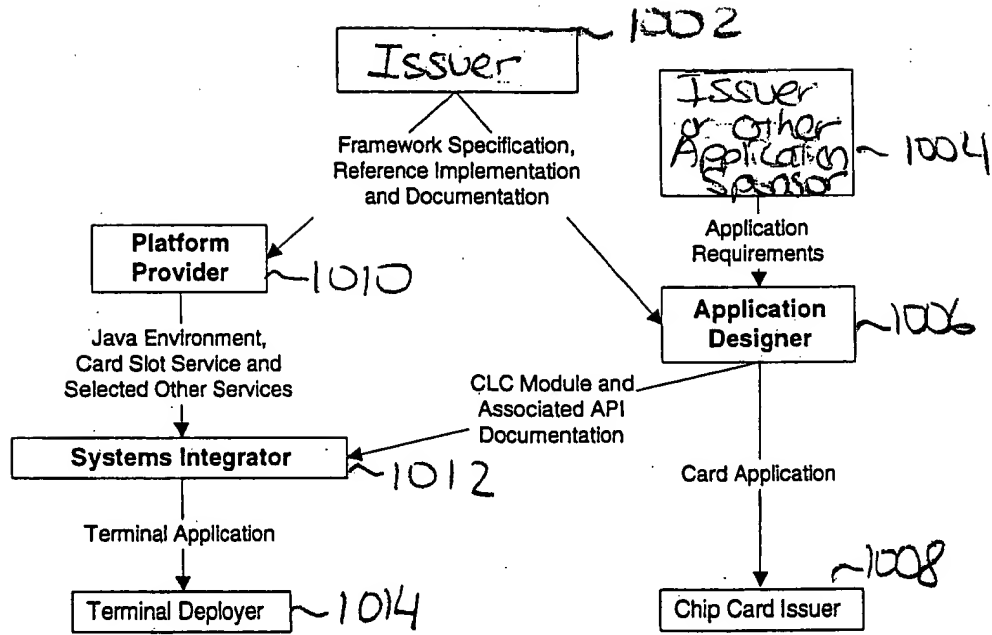 1002
Issuer
Issuer
or other
Application
Sponsor
1004
Framework Specification,
Reference Implementation
and Documentation
Application
Requirements
Platform
Provider
1010
Application
Designer
1006
Java Environment,
Card Slot Service and
Selected Other Services
CLC Module and
Associated API
Documentation
Systems Integrator
1012
Card Application
Terminal Application
1008
Terminal Deployer
1014
Chip Card Issuer